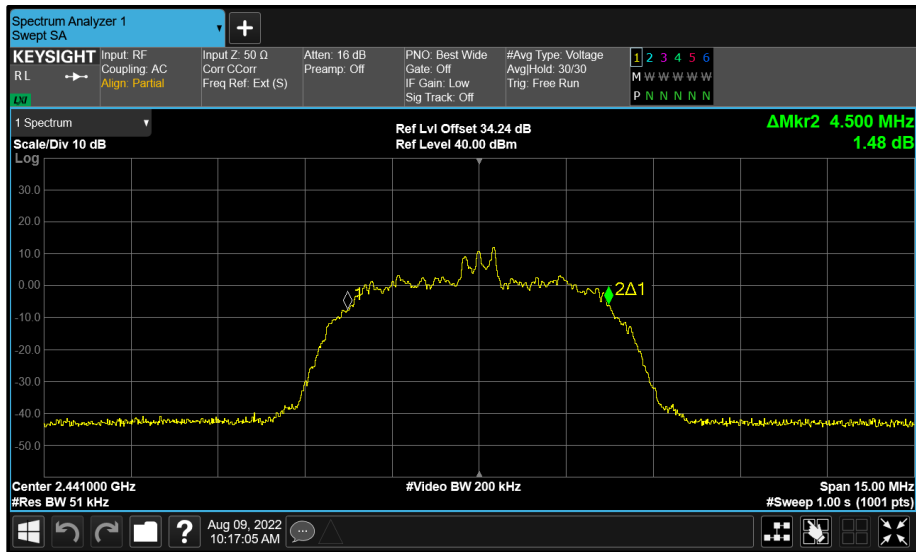 Spectrum Analyzer 1
Swept SA
KEYSIGHT
RL
LXI
Input: RF
Coupling: AC
Align: Partial
Input Z: 50 Ω
Corr CCorr
Freq Ref: Ext (S)
Atten: 16 dB
Preamp: Off
PNO: Best Wide
Gate: Off
IF Gain: Low
Sig Track: Off
#Avg Type: Voltage
Avg|Hold: 30/30
Trig: Free Run
1 2 3 4 5 6
M W W W W W
P N N N N N
1 Spectrum
Scale/Div 10 dB
Ref Lvl Offset 34.24 dB
Ref Level 40.00 dBm
ΔMkr2 4.500 MHz
1.48 dB
Log
30.0
20.0
10.0
0.00
-10.0
-20.0
-30.0
-40.0
-50.0
1
2Δ1
Center 2.441000 GHz
#Video BW 200 kHz
Span 15.00 MHz
#Res BW 51 kHz
#Sweep 1.00 s (1001 pts)
?
Aug 09, 2022
10:17:05 AM